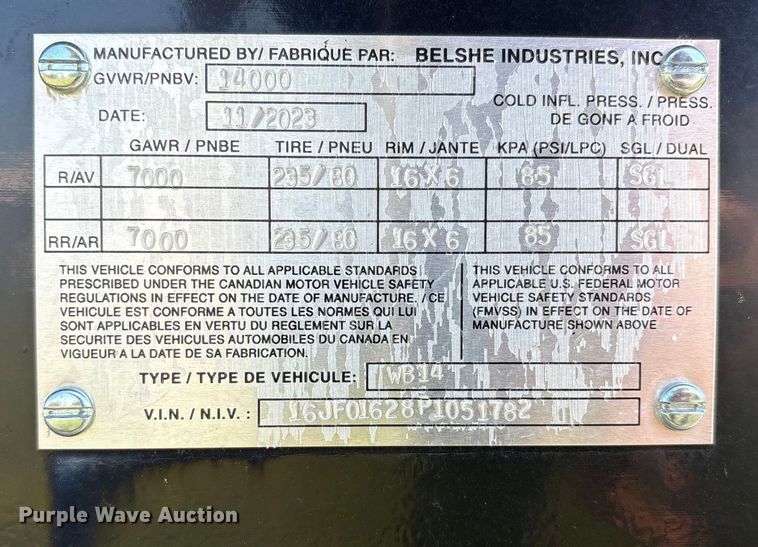 MANUFACTURED BY/ FABRIQUE PAR: BELSHE INDUSTRIES, INC
GVWR/PNBV: 14000
COLD INFL. PRESS. / PRESS.
DATE: 11/2023
DE GONF A FROID
GAWR / PNBE TIRE / PNEU RIM / JANTE KPA (PSI/LPC) SGL / DUAL
R/AV 7000 235/80 16X6 85 SGL
RR/AR 7000 235/80 16X6 85 SGL
THIS VEHICLE CONFORMS TO ALL APPLICABLE STANDARDS
PRESCRIBED UNDER THE CANADIAN MOTOR VEHICLE SAFETY
REGULATIONS IN EFFECT ON THE DATE OF MANUFACTURE. / CE
VEHICULE EST CONFORME A TOUTES LES NORMES QUI LUI
SONT APPLICABLES EN VERTU DU REGLEMENT SUR LA
SECURITE DES VEHICULES AUTOMOBILES DU CANADA EN
VIGUEUR A LA DATE DE SA FABRICATION.
THIS VEHICLE CONFORMS TO ALL
APPLICABLE U.S. FEDERAL MOTOR
VEHICLE SAFETY STANDARDS
(FMVSS) IN EFFECT ON THE DATE OF
MANUFACTURE SHOWN ABOVE
TYPE / TYPE DE VEHICULE: WB14
V.I.N. / N.I.V. : 16JF01628P1051782
Purple Wave Auction